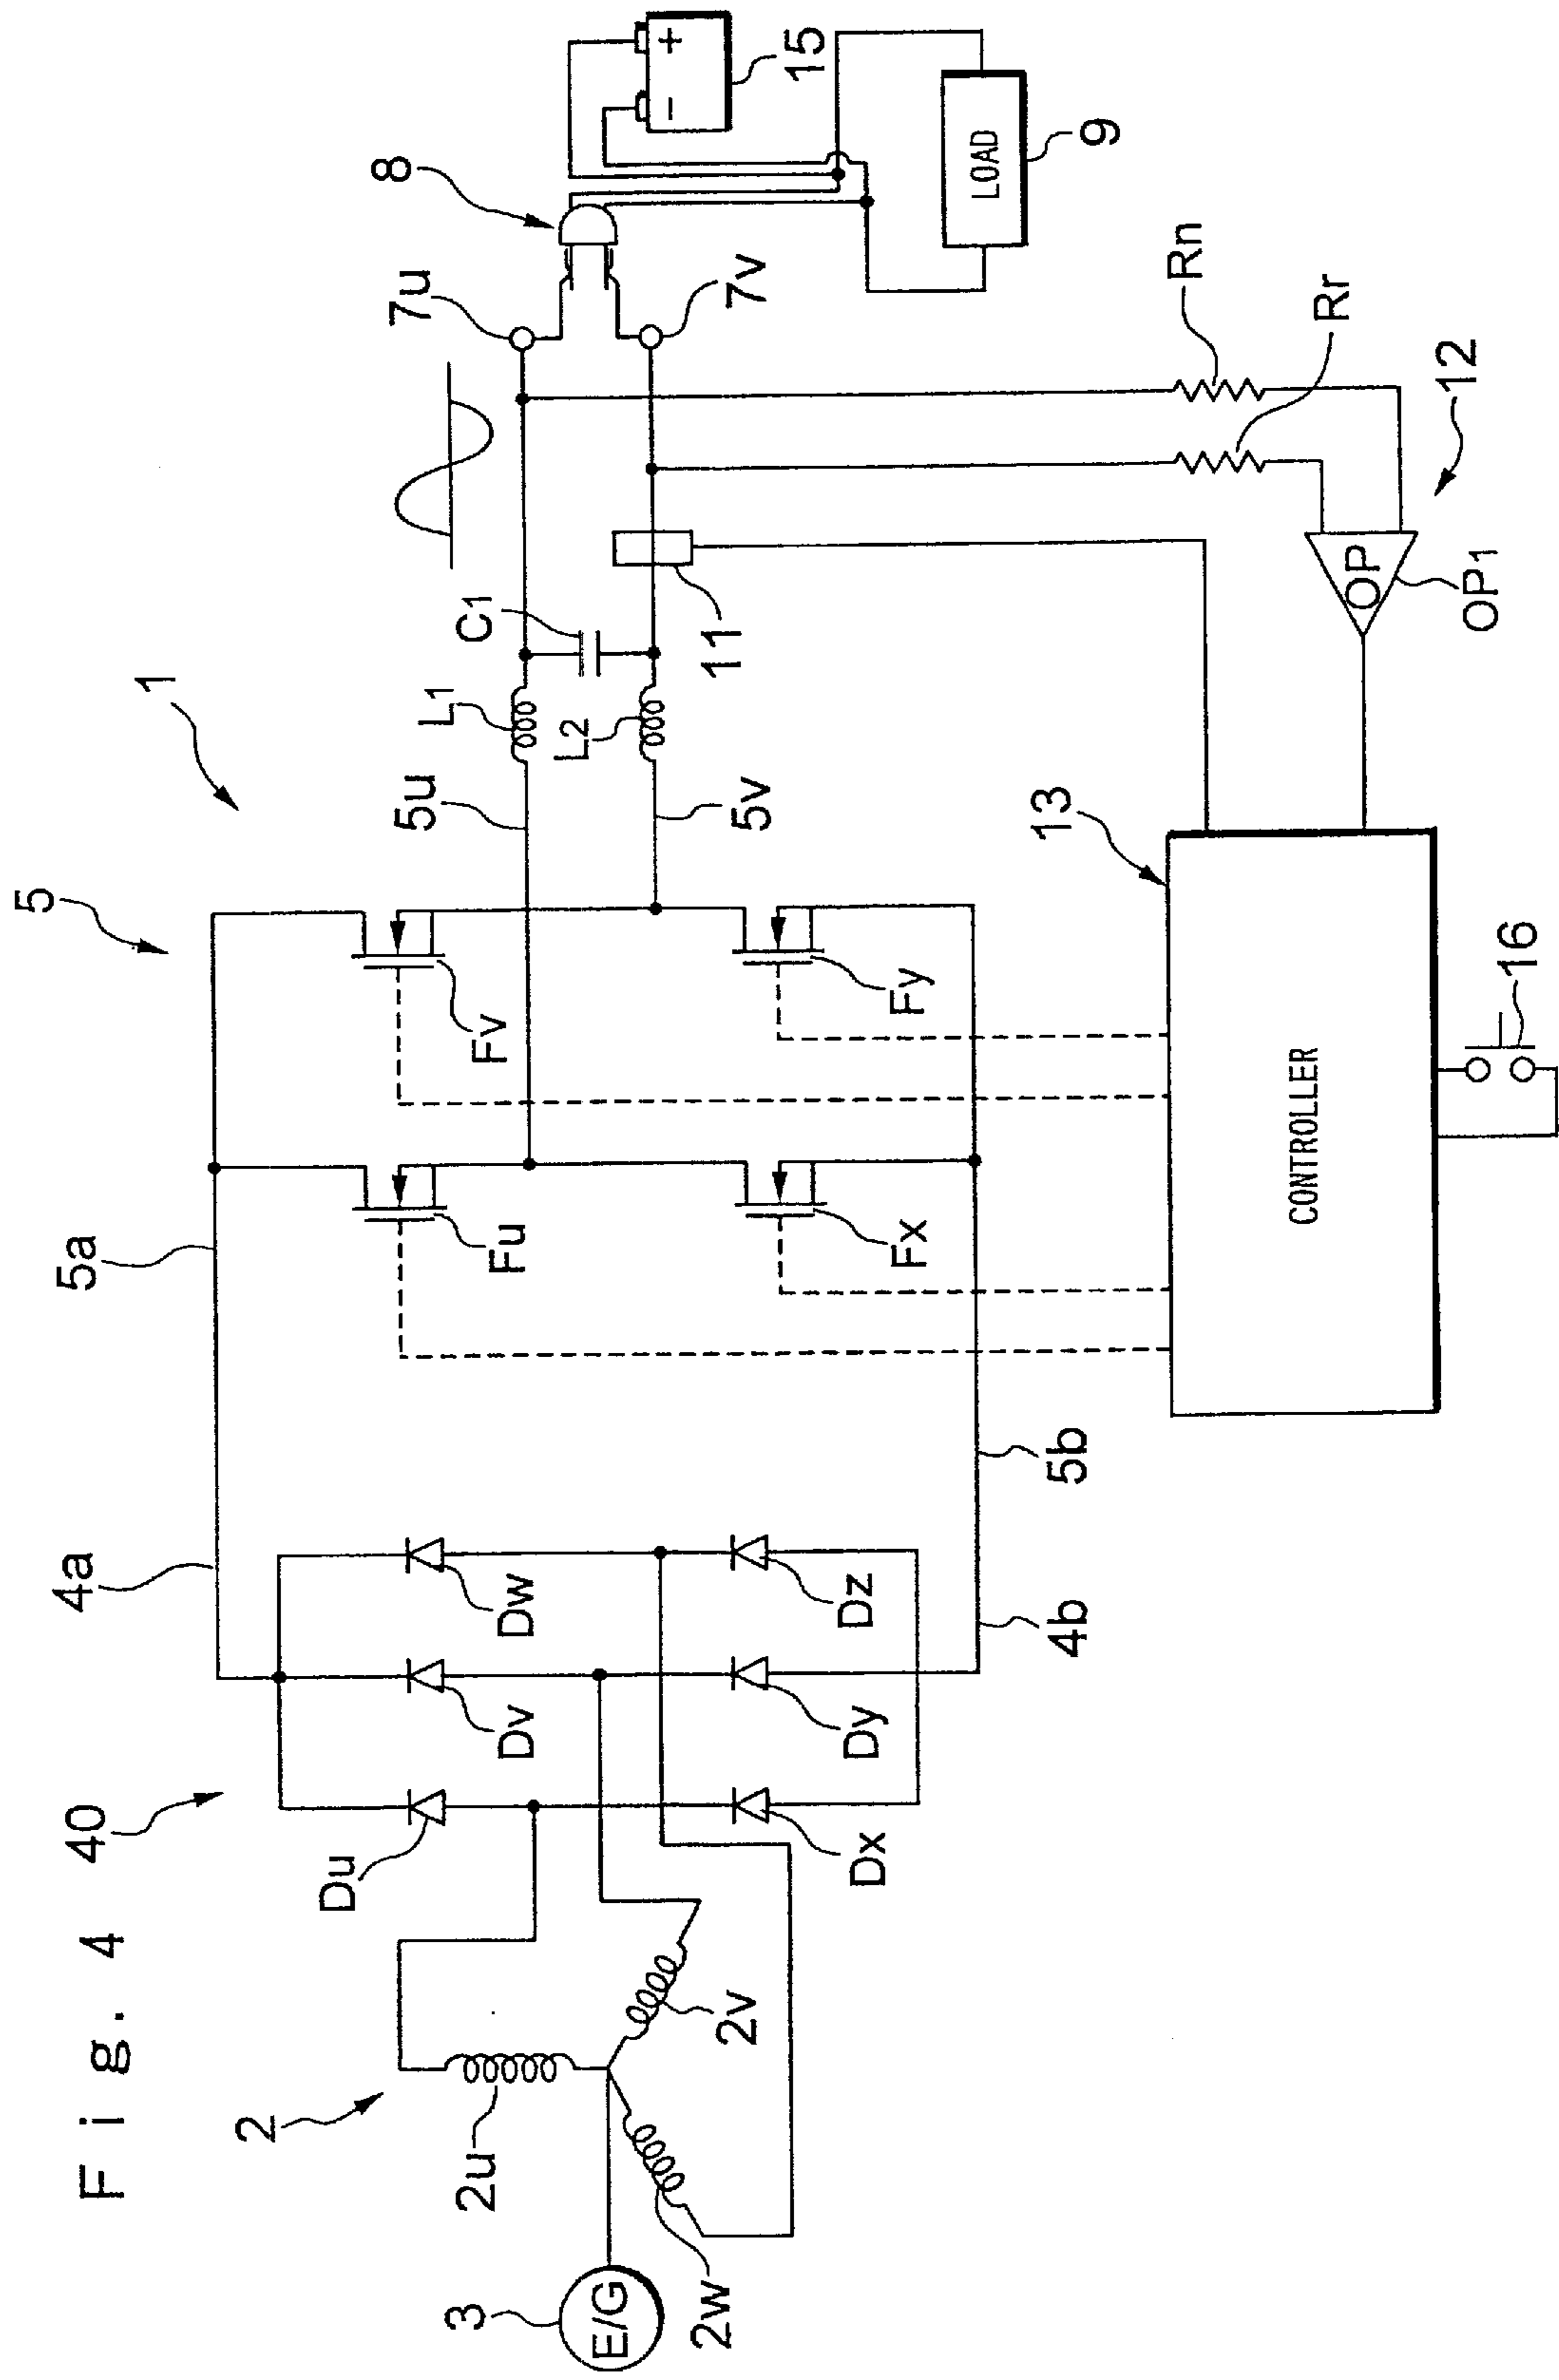 Fig. 4
1
2
2u
2v
2w
3
E/G
40
Du
Dv
Dw
Dx
Dy
Dz
4a
4b
5
5a
5b
Fu
Fv
Fx
Fy
5u
5v
L1
L2
C1
11
7u
7v
8
+
-
15
LOAD
9
Rn
Rr
12
OP
OP1
13
CONTROLLER
16